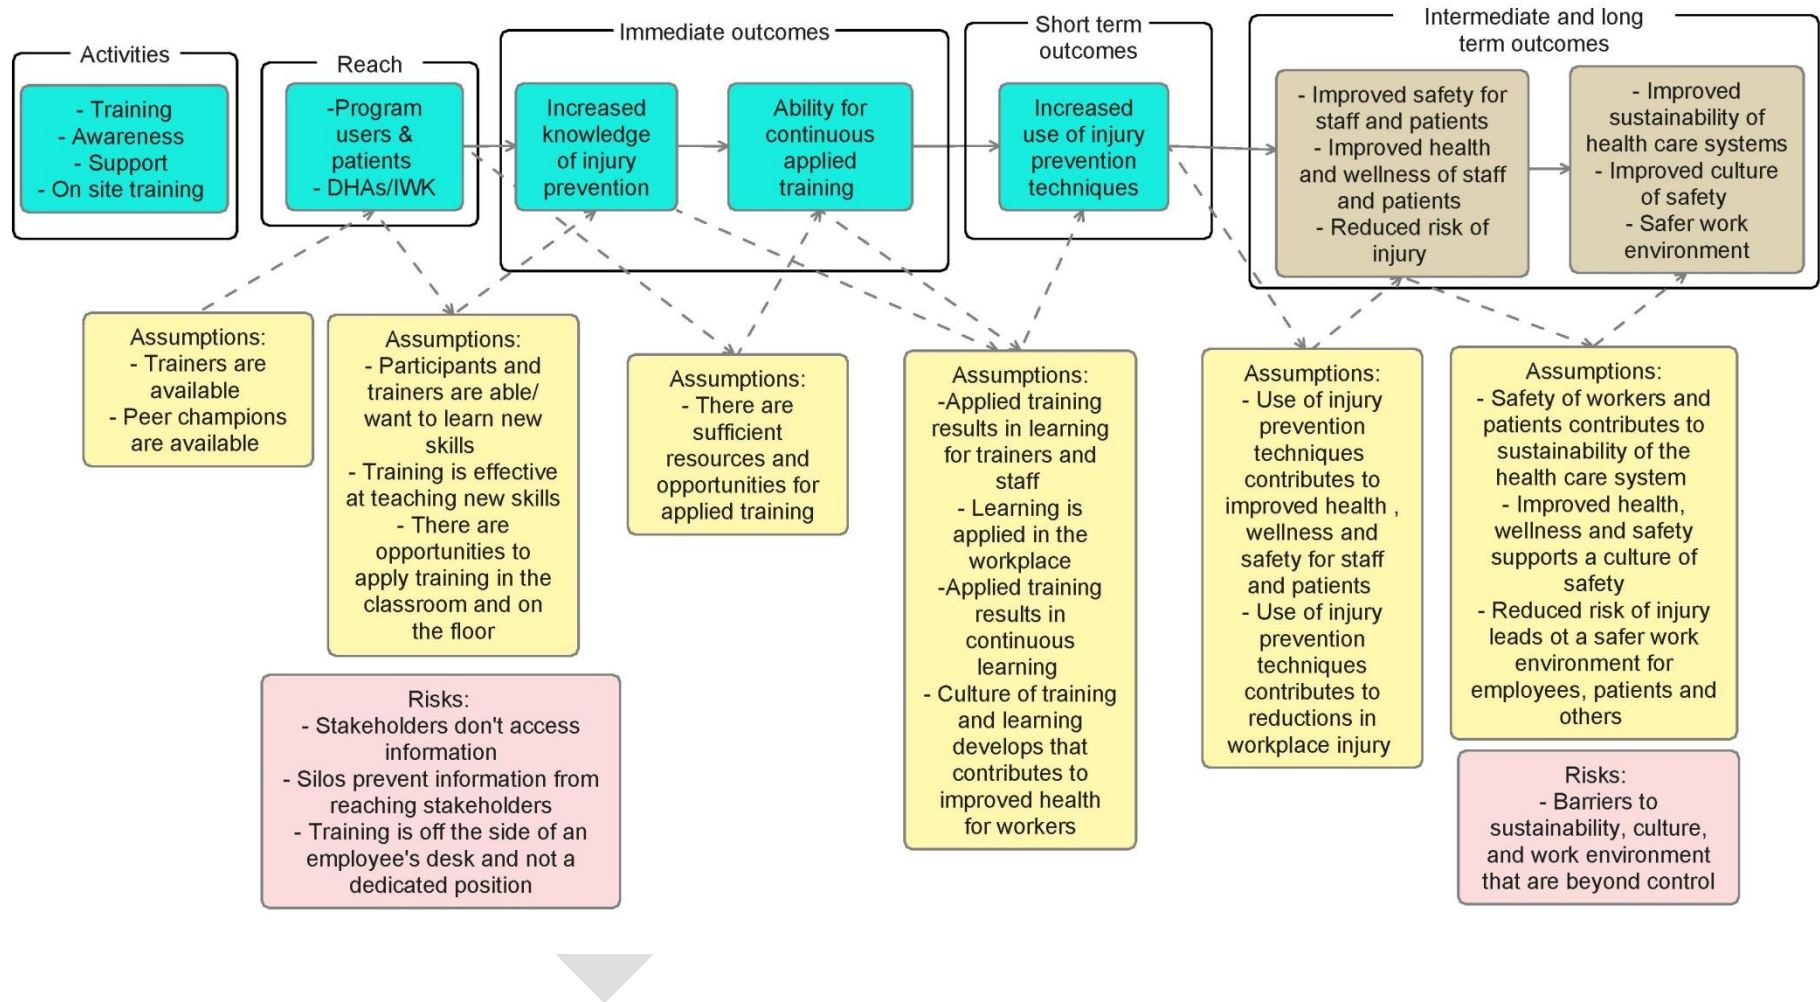 Activities
- Training
- Awareness
- Support
- On site training
Reach
-Program
users &
patients
- DHAs/IWK
Immediate outcomes
Increased
knowledge
of injury
prevention
Ability for
continuous
applied
training
Short term
outcomes
Increased
use of injury
prevention
techniques
Intermediate and long
term outcomes
- Improved safety for
staff and patients
- Improved health
and wellness of staff
and patients
- Reduced risk of
injury
- Improved
sustainability of
health care systems
- Improved culture
of safety
- Safer work
environment
Assumptions:
- Trainers are
available
- Peer champions
are available
Assumptions:
- Participants and
trainers are able/
want to learn new
skills
- Training is effective
at teaching new skills
- There are
opportunities to
apply training in the
classroom and on
the floor
Assumptions:
- There are
sufficient
resources and
opportunities for
applied training
Assumptions:
-Applied training
results in learning
for trainers and
staff
- Learning is
applied in the
workplace
-Applied training
results in
continuous
learning
- Culture of training
and learning
develops that
contributes to
improved health
for workers
Assumptions:
- Use of injury
prevention
techniques
contributes to
improved health ,
wellness and
safety for staff
and patients
- Use of injury
prevention
techniques
contributes to
reductions in
workplace injury
Assumptions:
- Safety of workers and
patients contributes to
sustainability of the
health care system
- Improved health,
wellness and safety
supports a culture of
safety
- Reduced risk of injury
leads ot a safer work
environment for
employees, patients and
others
Risks:
- Stakeholders don't access
information
- Silos prevent information from
reaching stakeholders
- Training is off the side of an
employee's desk and not a
dedicated position
Risks:
- Barriers to
sustainability, culture,
and work environment
that are beyond control